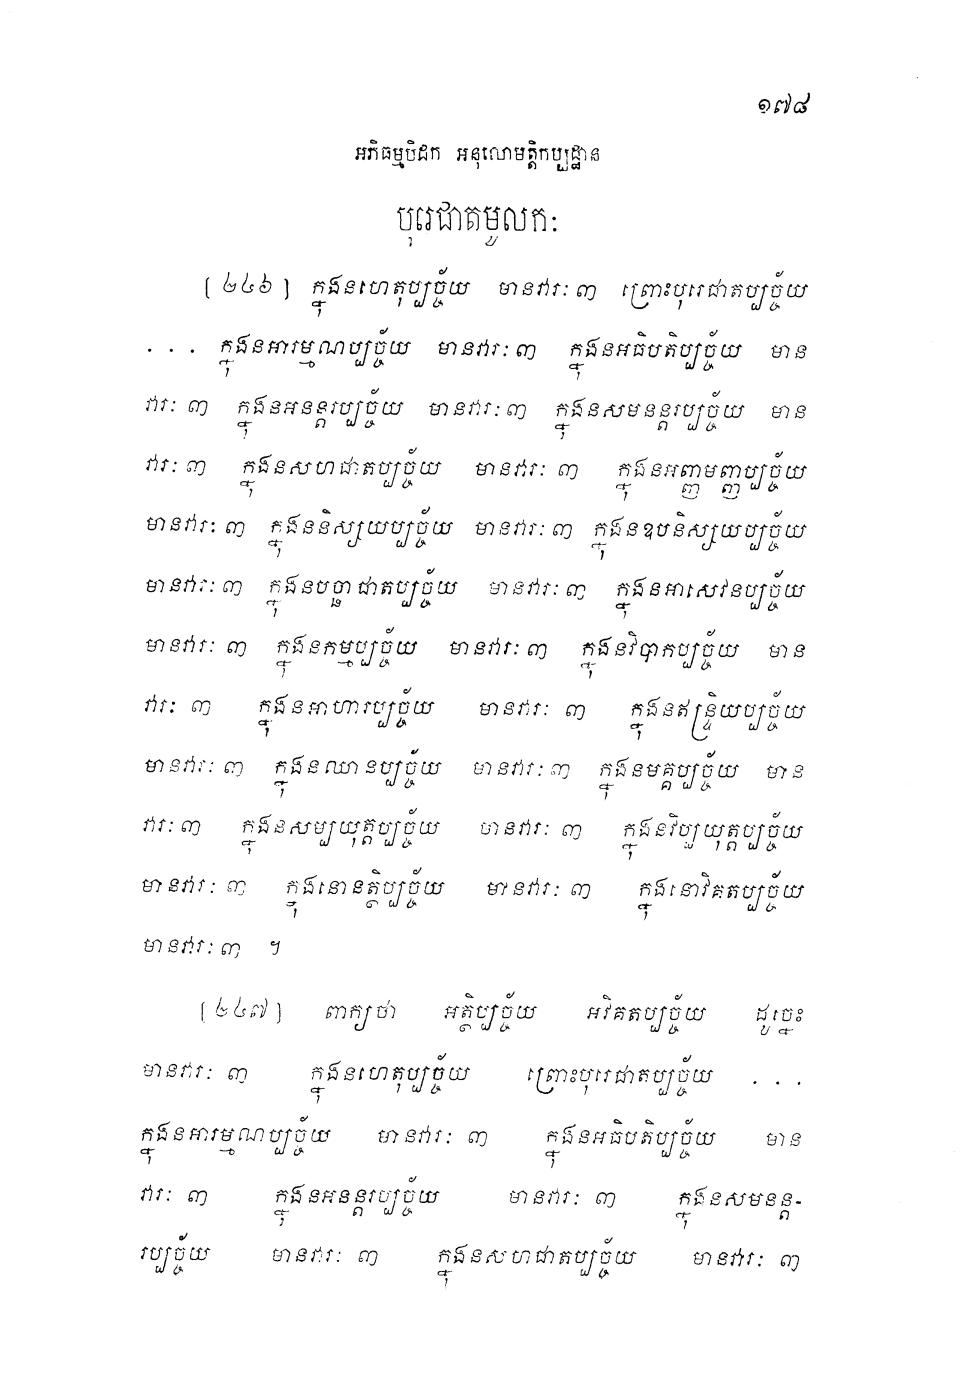 ១៧៨
អភិធម្មបិដក អនុលោមត្តិកប្បដ្ឋាន
បុរេជាតមូលកៈ
[ ២៤៦ ] ក្នុងនហេតុប្បច្ច័យ មានវារៈ ៣ ព្រោះបុរេជាតប្បច្ច័យ
. . . ក្នុងនអារម្មណប្បច្ច័យ មានវារៈ ៣ ក្នុងនអធិបតិប្បច្ច័យ មាន
វារៈ ៣ ក្នុងនអនន្តរប្បច្ច័យ មានវារៈ ៣ ក្នុងនសមនន្តរប្បច្ច័យ មាន
វារៈ ៣ ក្នុងនសហជាតប្បច្ច័យ មានវារៈ ៣ ក្នុងនអញ្ញមញ្ញប្បច្ច័យ
មានវារៈ ៣ ក្នុងននិស្សយប្បច្ច័យ មានវារៈ ៣ ក្នុងនឧបនិស្សយប្បច្ច័យ
មានវារៈ ៣ ក្នុងនបច្ឆាជាតប្បច្ច័យ មានវារៈ ៣ ក្នុងនអាសេវនប្បច្ច័យ
មានវារៈ ៣ ក្នុងនកម្មប្បច្ច័យ មានវារៈ ៣ ក្នុងនវិបាកប្បច្ច័យ មាន
វារៈ ៣ ក្នុងនអាហារប្បច្ច័យ មានវារៈ ៣ ក្នុងនឥន្ទ្រិយប្បច្ច័យ
មានវារៈ ៣ ក្នុងនឈានប្បច្ច័យ មានវារៈ ៣ ក្នុងនមគ្គប្បច្ច័យ មាន
វារៈ ៣ ក្នុងនសម្បយុត្តប្បច្ច័យ មានវារៈ ៣ ក្នុងនវិប្បយុត្តប្បច្ច័យ
មានវារៈ ៣ ក្នុងនោនត្ថិប្បច្ច័យ មានវារៈ ៣ ក្នុងនោវិគតប្បច្ច័យ
មានវារៈ ៣ ។
[ ២៤៧ ] ពាក្យថា អត្ថិប្បច្ច័យ អវិគតប្បច្ច័យ ដូច្នេះ
មានវារៈ ៣ ក្នុងនហេតុប្បច្ច័យ ព្រោះបុរេជាតប្បច្ច័យ . . .
ក្នុងនអារម្មណប្បច្ច័យ មានវារៈ ៣ ក្នុងនអធិបតិប្បច្ច័យ មាន
វារៈ ៣ ក្នុងនអនន្តរប្បច្ច័យ មានវារៈ ៣ ក្នុងនសមនន្ត-
រប្បច្ច័យ មានវារៈ ៣ ក្នុងនសហជាតប្បច្ច័យ មានវារៈ ៣